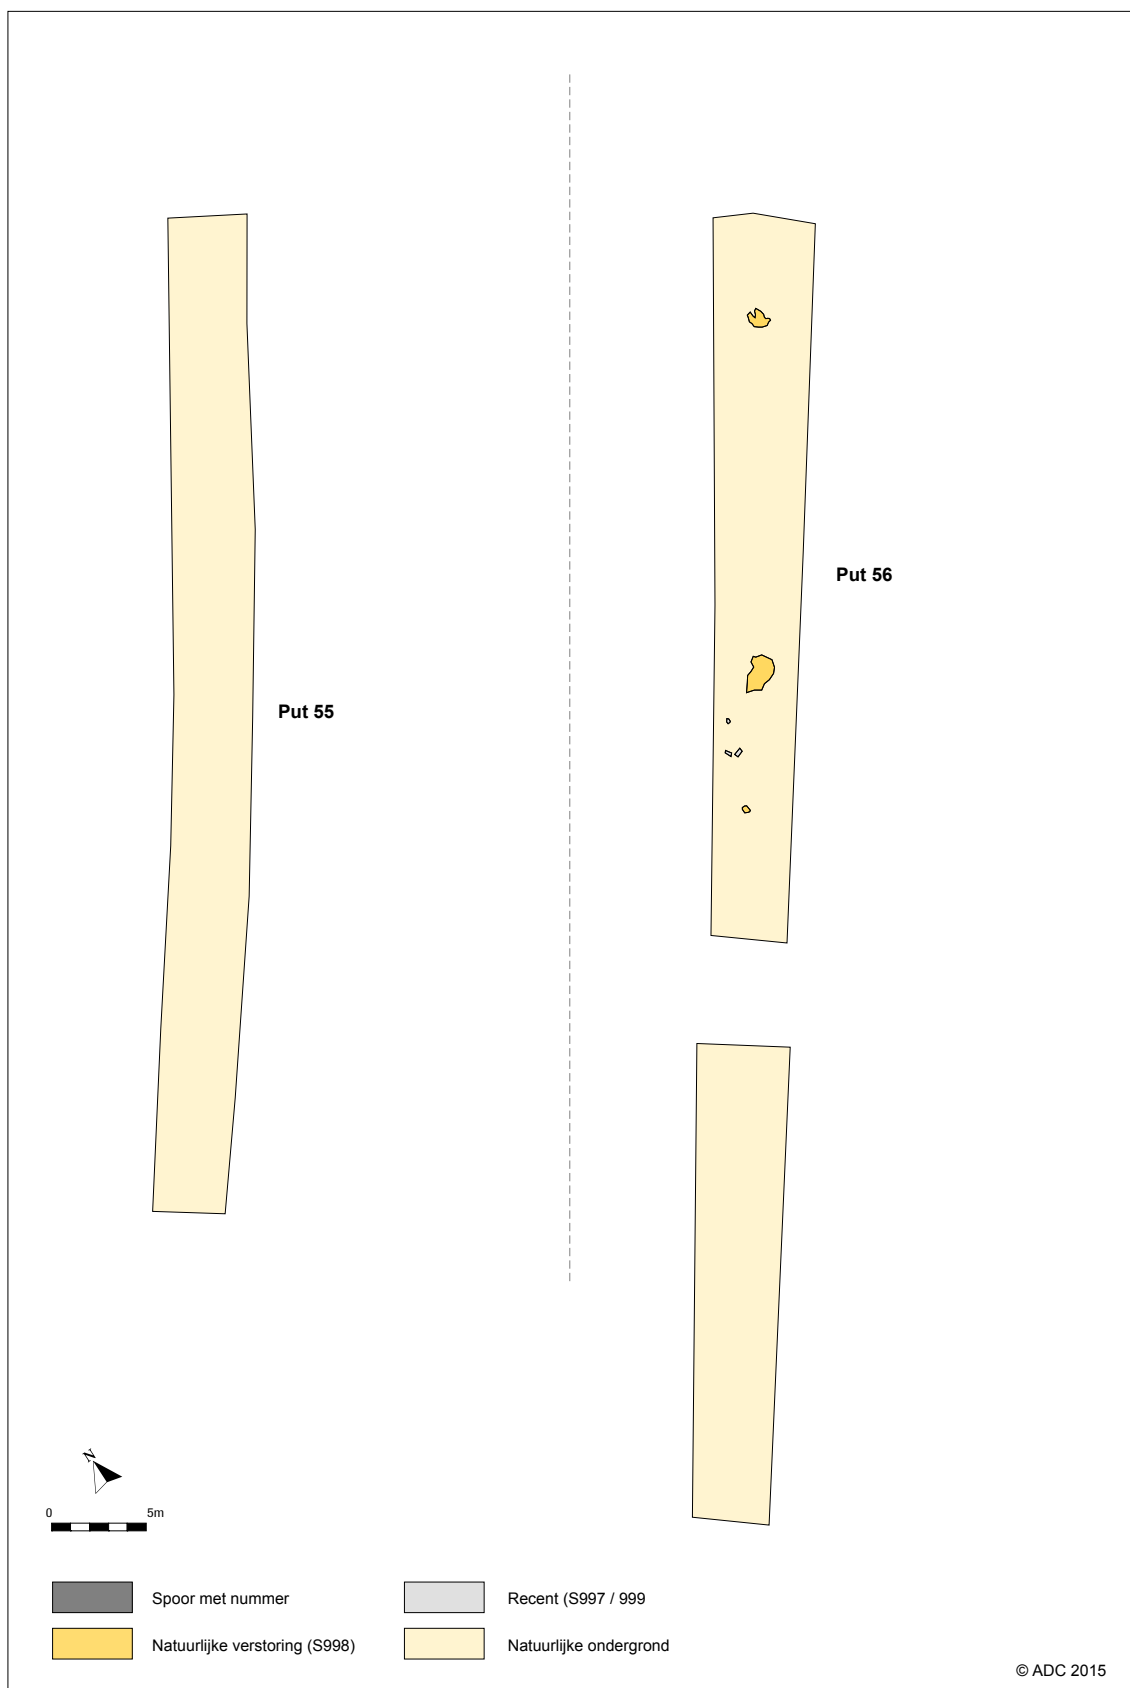 Put 56
Put 55
N
0 5m
Spoor met nummer
Recent (S997 / 999
Natuurlijke verstoring (S998)
Natuurlijke ondergrond
© ADC 2015